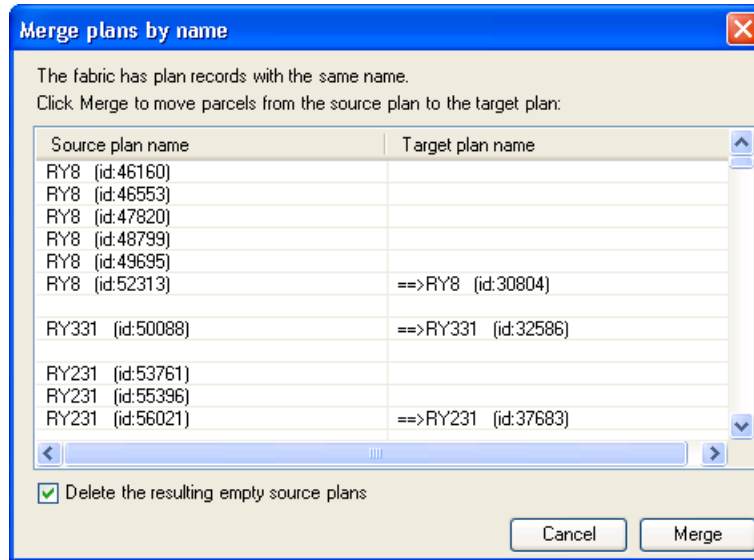 Merge plans by name
The fabric has plan records with the same name.
Click Merge to move parcels from the source plan to the target plan:
Source plan name Target plan name
RY8 (id:46160)
RY8 (id:46553)
RY8 (id:47820)
RY8 (id:48799)
RY8 (id:49695)
RY8 (id:52313) ==>RY8 (id:30804)
RY331 (id:50088) ==>RY331 (id:32586)
RY231 (id:53761)
RY231 (id:55396)
RY231 (id:56021) ==>RY231 (id:37683)
Delete the resulting empty source plans
Cancel Merge